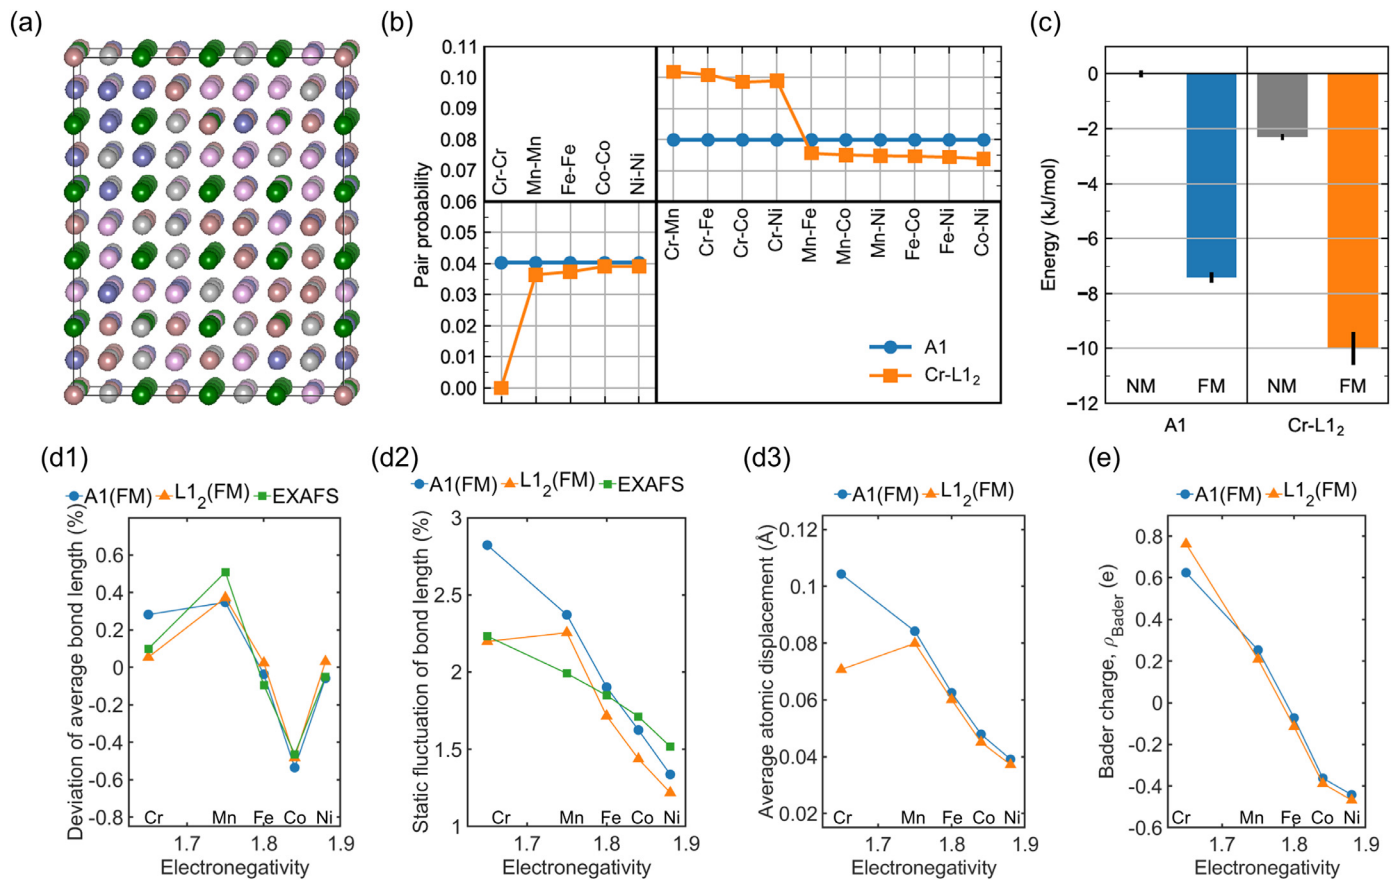 (a)
(b)
(c)
0.11
0.10
0.09
0.08
0.07
0.06
0.05
0.04
0.03
0.02
0.01
0.00
Pair probability
Cr-Cr
Mn-Mn
Fe-Fe
Co-Co
Ni-Ni
Cr-Mn
Cr-Fe
Cr-Co
Cr-Ni
Mn-Fe
Mn-Co
Mn-Ni
Fe-Co
Fe-Ni
Co-Ni
A1
Cr-L1₂
Energy (kJ/mol)
0
−2
−4
−6
−8
−10
−12
NM FM NM FM
A1 Cr-L1₂
(d1)
A1(FM) L1₂(FM) EXAFS
Deviation of average bond length (%)
0.6
0.4
0.2
0
-0.2
-0.4
-0.6
-0.8
Cr Mn Fe Co Ni
1.7 1.8 1.9
Electronegativity
(d2)
A1(FM) L1₂(FM) EXAFS
Static fluctuation of bond length (%)
3
2.5
2
1.5
1
Cr Mn Fe Co Ni
1.7 1.8 1.9
Electronegativity
(d3)
A1(FM) L1₂(FM)
Average atomic displacement (Å)
0.12
0.1
0.08
0.06
0.04
0.02
Cr Mn Fe Co Ni
1.7 1.8 1.9
Electronegativity
(e)
A1(FM) L1₂(FM)
Bader charge, ρBader (e)
0.8
0.6
0.4
0.2
0
-0.2
-0.4
-0.6
Cr Mn Fe Co Ni
1.7 1.8 1.9
Electronegativity